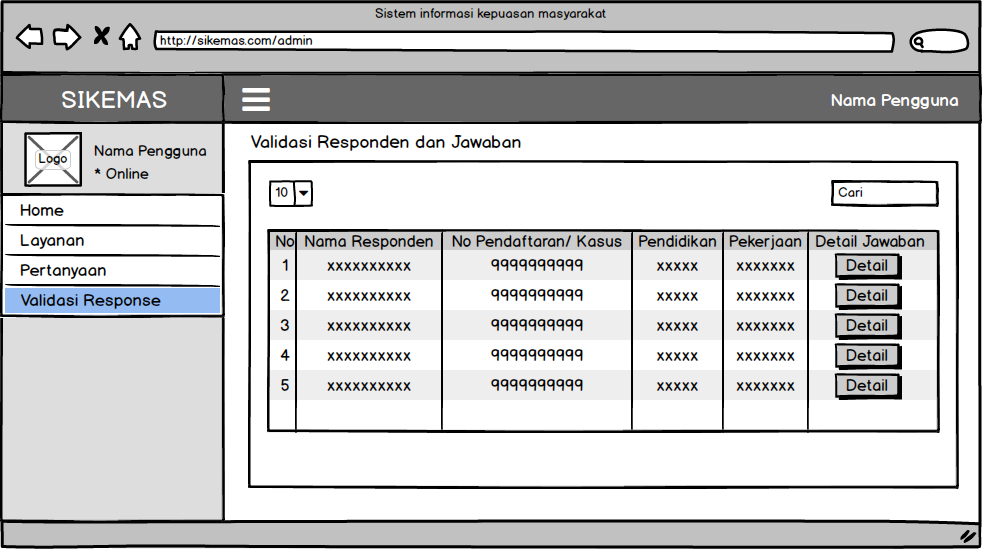 Sistem informasi kepuasan masyarakat
http://sikemas.com/admin
SIKEMAS
Nama Pengguna
Logo
Nama Pengguna
* Online
Home
Layanan
Pertanyaan
Validasi Response
Validasi Responden dan Jawaban
10
Cari
No Nama Responden No Pendaftaran/ Kasus Pendidikan Pekerjaan Detail Jawaban
1 xxxxxxxxxx 9999999999 xxxxx xxxxxxx Detail
2 xxxxxxxxxx 9999999999 xxxxx xxxxxxx Detail
3 xxxxxxxxxx 9999999999 xxxxx xxxxxxx Detail
4 xxxxxxxxxx 9999999999 xxxxx xxxxxxx Detail
5 xxxxxxxxxx 9999999999 xxxxx xxxxxxx Detail